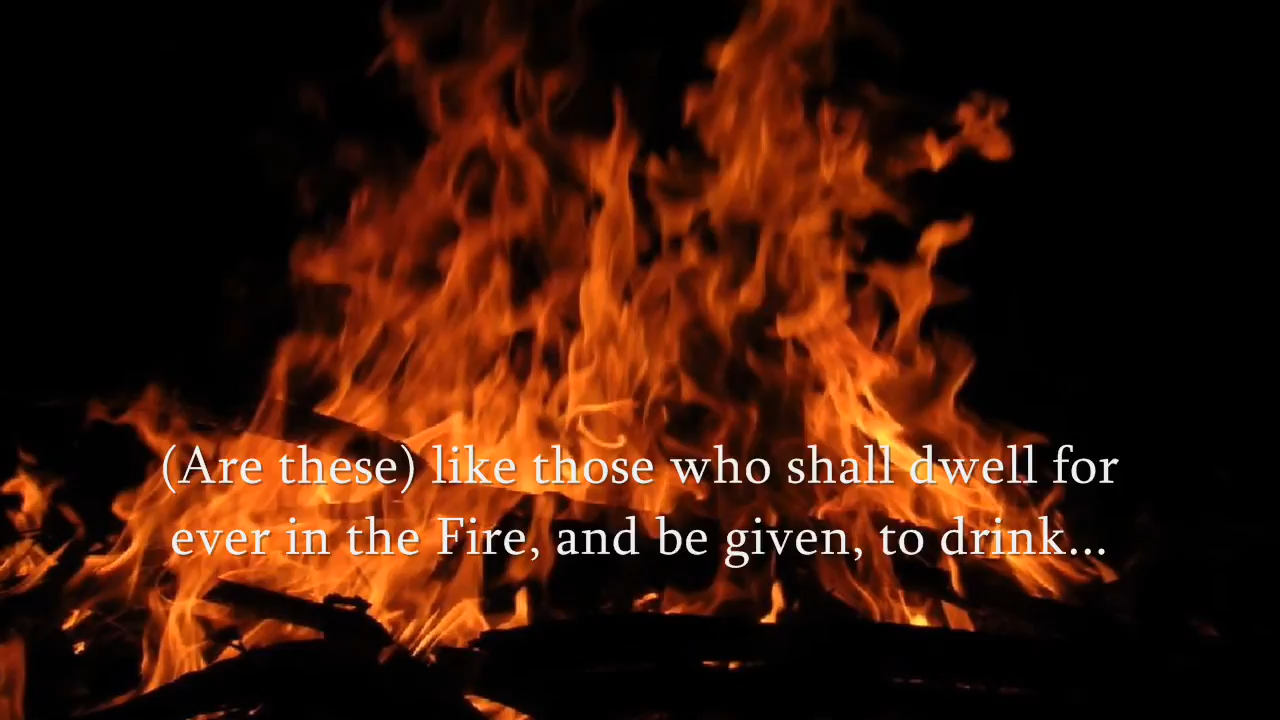 (Are these) like those who shall dwell for
ever in the Fire, and be given, to drink...